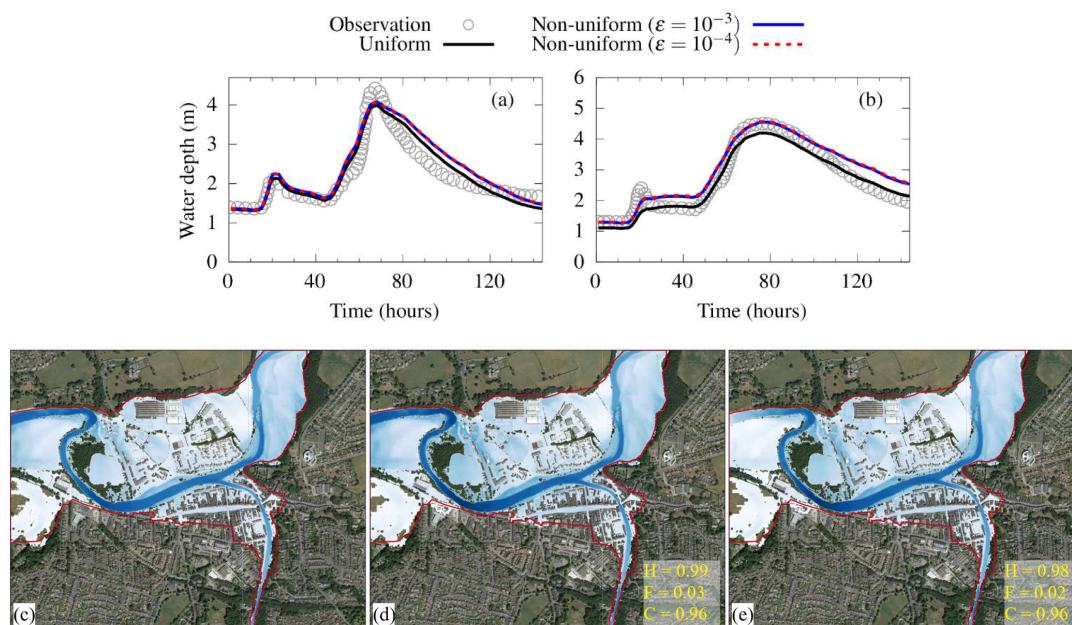 Observation
Uniform
Non-uniform (ε = 10⁻³)
Non-uniform (ε = 10⁻⁴)
Water depth (m)
4
3
2
1
0
(a)
0 40 80 120
Time (hours)
6
5
4
3
2
1
0
(b)
0 40 80 120
Time (hours)
(c)
(d)
H = 0.99
F = 0.03
C = 0.96
(e)
H = 0.98
F = 0.02
C = 0.96